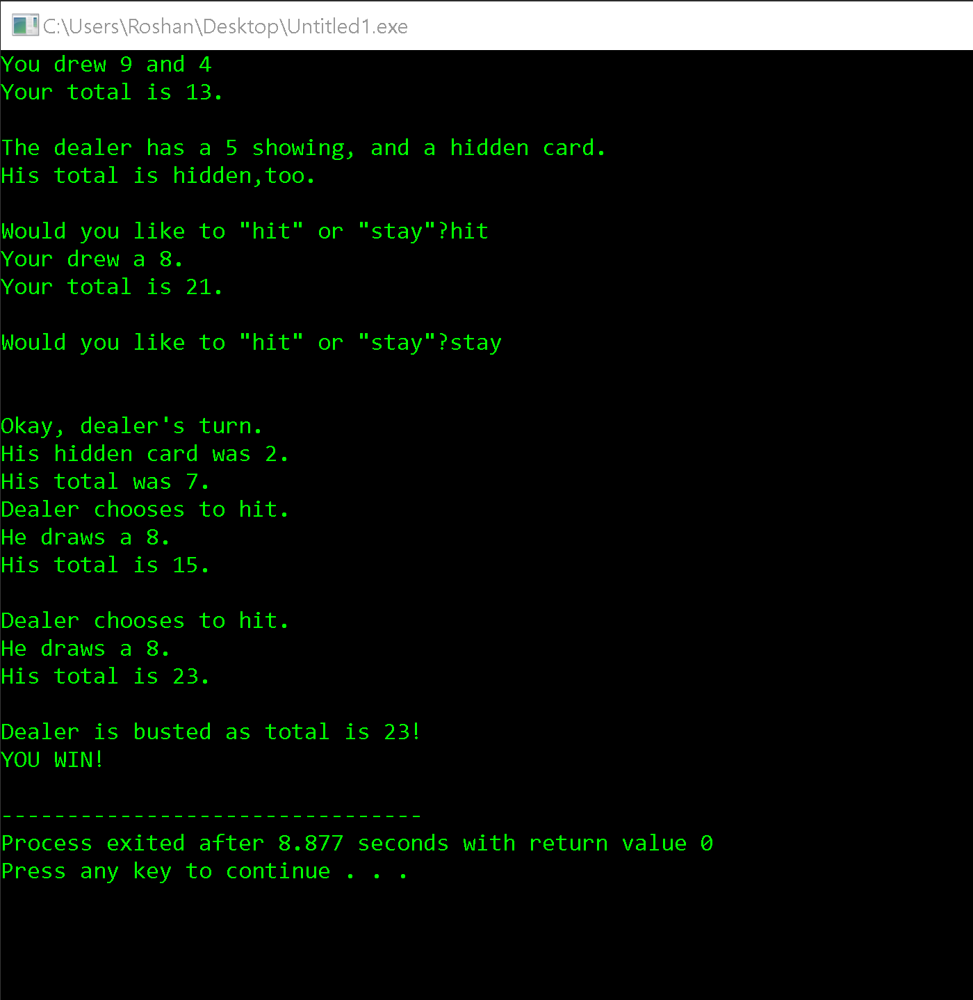 C:\Users\Roshan\Desktop\Untitled1.exe
You drew 9 and 4
Your total is 13.
The dealer has a 5 showing, and a hidden card.
His total is hidden,too.
Would you like to "hit" or "stay"?hit
Your drew a 8.
Your total is 21.
Would you like to "hit" or "stay"?stay
Okay, dealer's turn.
His hidden card was 2.
His total was 7.
Dealer chooses to hit.
He draws a 8.
His total is 15.
Dealer chooses to hit.
He draws a 8.
His total is 23.
Dealer is busted as total is 23!
YOU WIN!
--------------------------------
Process exited after 8.877 seconds with return value 0
Press any key to continue . . .